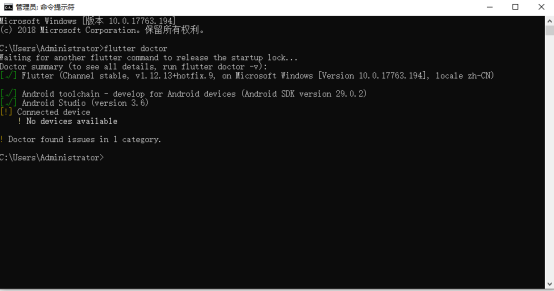 管理员: 命令提示符
Microsoft Windows [版本 10.0.17763.194]
(c) 2018 Microsoft Corporation。保留所有权利。
C:\Users\Administrator>flutter doctor
Waiting for another flutter command to release the startup lock...
Doctor summary (to see all details, run flutter doctor -v):
[√] Flutter (Channel stable, v1.12.13+hotfix.9, on Microsoft Windows [Version 10.0.17763.194], locale zh-CN)
[√] Android toolchain - develop for Android devices (Android SDK version 29.0.2)
[√] Android Studio (version 3.6)
[!] Connected device
! No devices available
! Doctor found issues in 1 category.
C:\Users\Administrator>